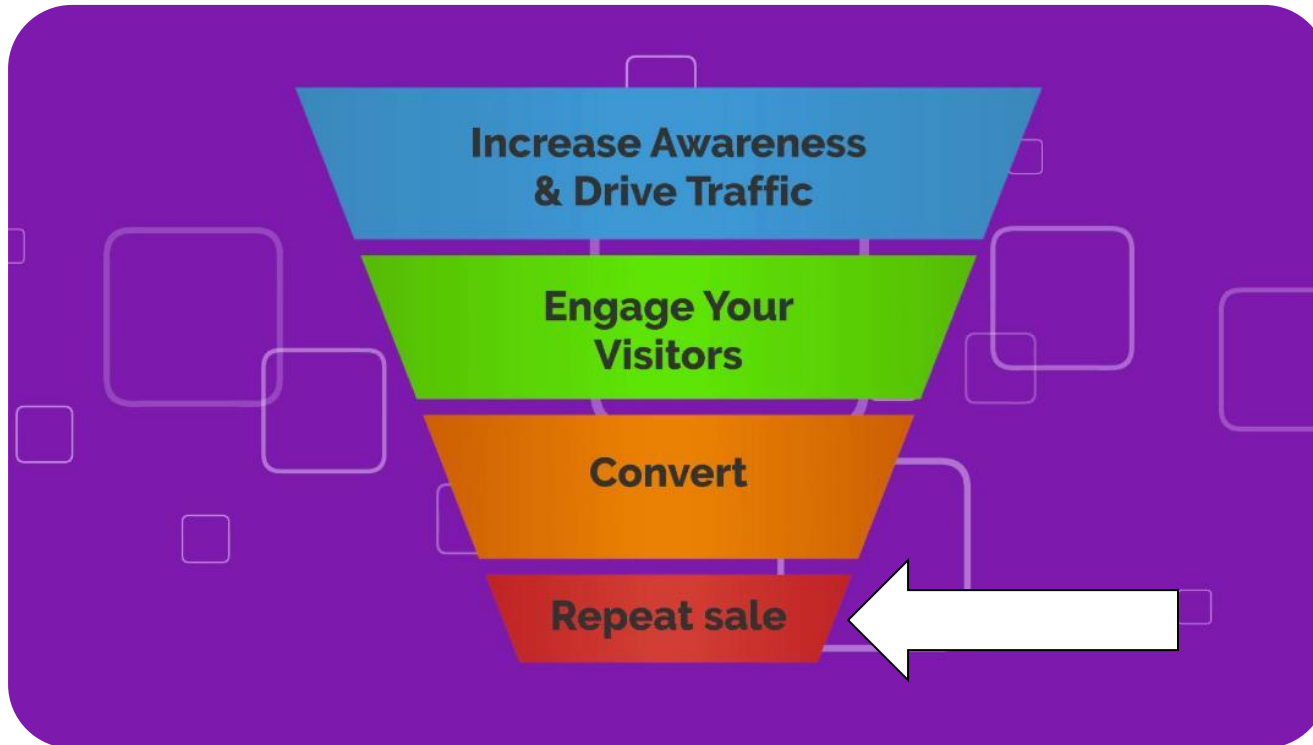 Increase Awareness
& Drive Traffic
Engage Your
Visitors
Convert
Repeat sale